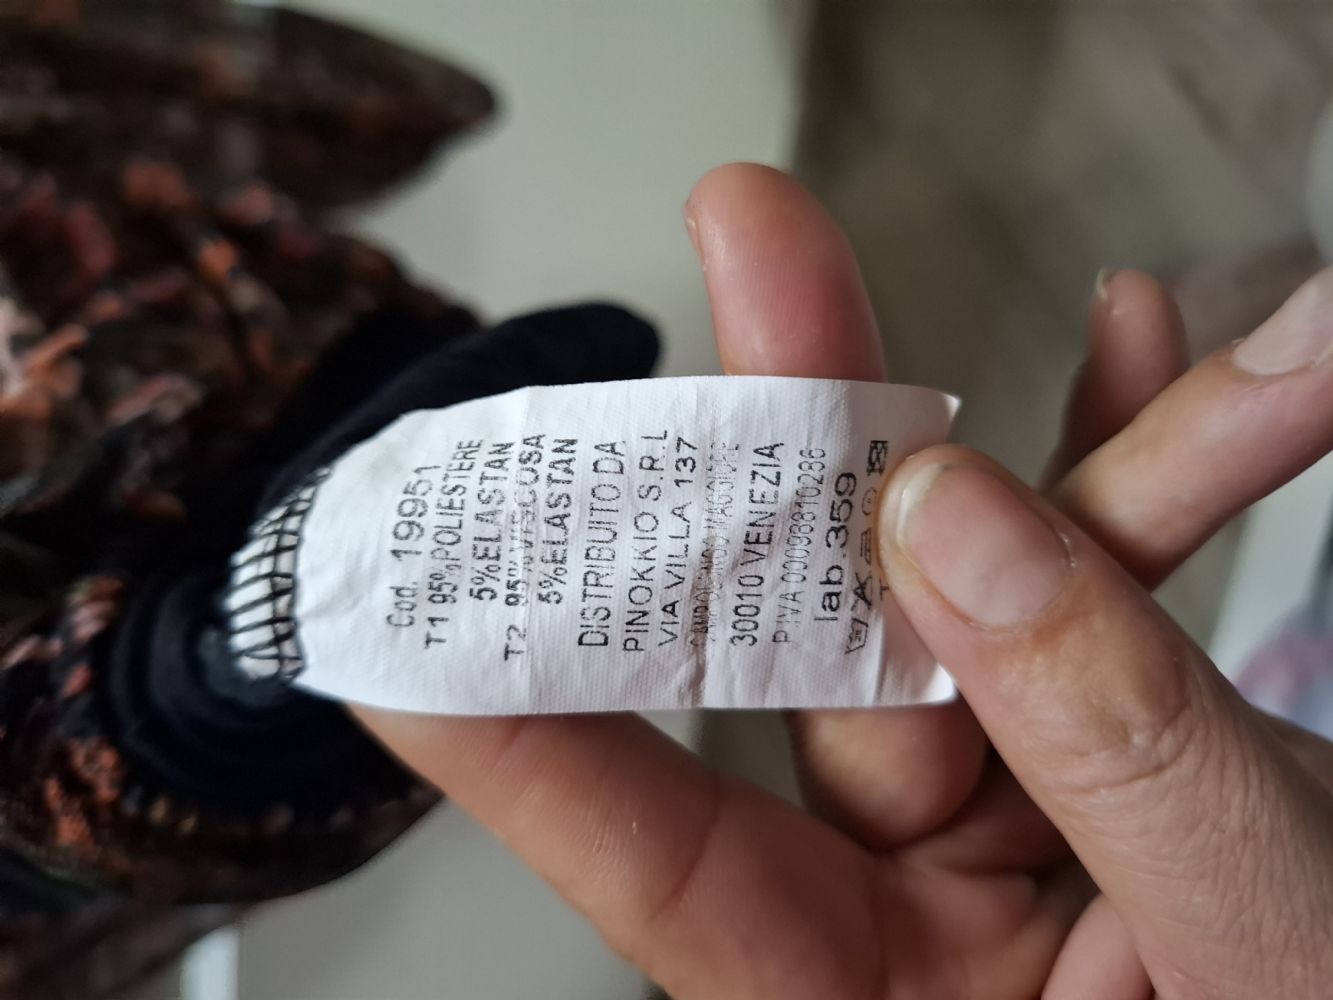 Cod. 19951
T1 95%POLIESTERE
5%ELASTAN
T2 95%VISCOSA
5%ELASTAN
DISTRIBUITO DA
PINOKKIO S.R.L
VIA VILLA 137
30010 VENEZIA
P.IVA 00098810286
lab.359